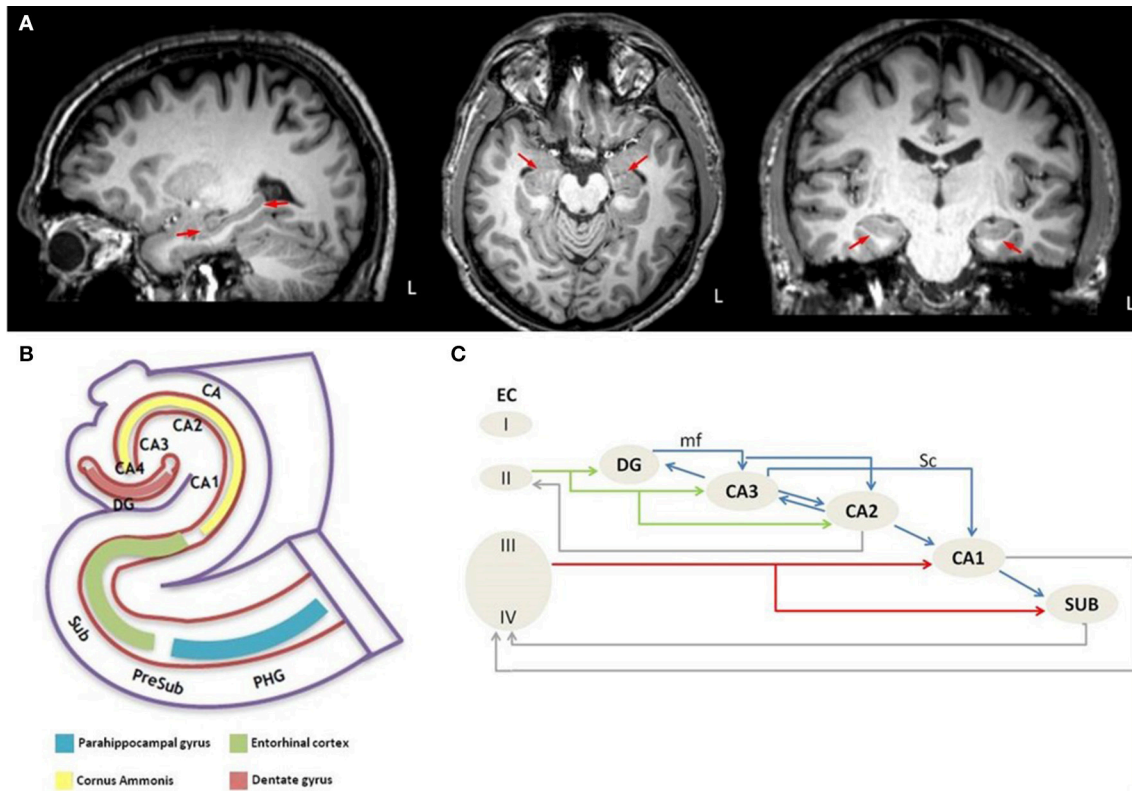 A
L
L
L
B
CA
CA2
CA3
CA4
CA1
DG
Sub
PreSub
PHG
Parahippocampal gyrus
Entorhinal cortex
Cornus Ammonis
Dentate gyrus
C
EC
I
II
III
IV
mf
DG
Sc
CA3
CA2
CA1
SUB